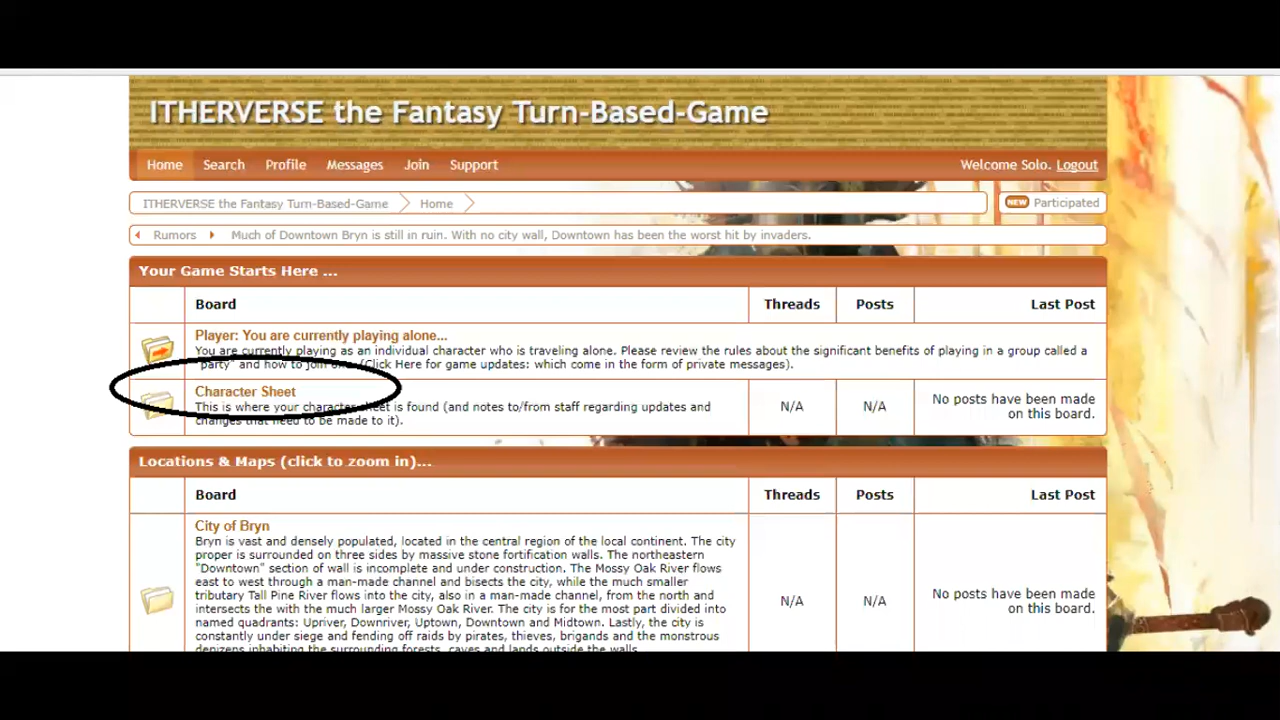 ITHERVERSE the Fantasy Turn-Based-Game
Home Search Profile Messages Join Support Welcome Solo. Logout
ITHERVERSE the Fantasy Turn-Based-Game Home NEW Participated
Rumors Much of Downtown Bryn is still in ruin. With no city wall, Downtown has been the worst hit by invaders.
Your Game Starts Here ...
Board Threads Posts Last Post
Player: You are currently playing alone...
You are currently playing as an individual character who is traveling alone. Please review the rules about the significant benefits of playing in a group called a
"party" and how to join one (Click Here for game updates: which come in the form of private messages).
Character Sheet
This is where your character sheet is found (and notes to/from staff regarding updates and
changes that need to be made to it).
N/A N/A No posts have been made
on this board.
Locations & Maps (click to zoom in)...
Board Threads Posts Last Post
City of Bryn
Bryn is vast and densely populated, located in the central region of the local continent. The city
proper is surrounded on three sides by massive stone fortification walls. The northeastern
"Downtown" section of wall is incomplete and under construction. The Mossy Oak River flows
east to west through a man-made channel and bisects the city, while the much smaller
tributary Tall Pine River flows into the city, also in a man-made channel, from the north and
intersects the with the much larger Mossy Oak River. The city is for the most part divided into
named quadrants: Upriver, Downriver, Uptown, Downtown and Midtown. Lastly, the city is
constantly under siege and fending off raids by pirates, thieves, brigands and the monstrous
denizens inhabiting the surrounding forests, caves and lands outside the walls.
N/A N/A No posts have been made
on this board.